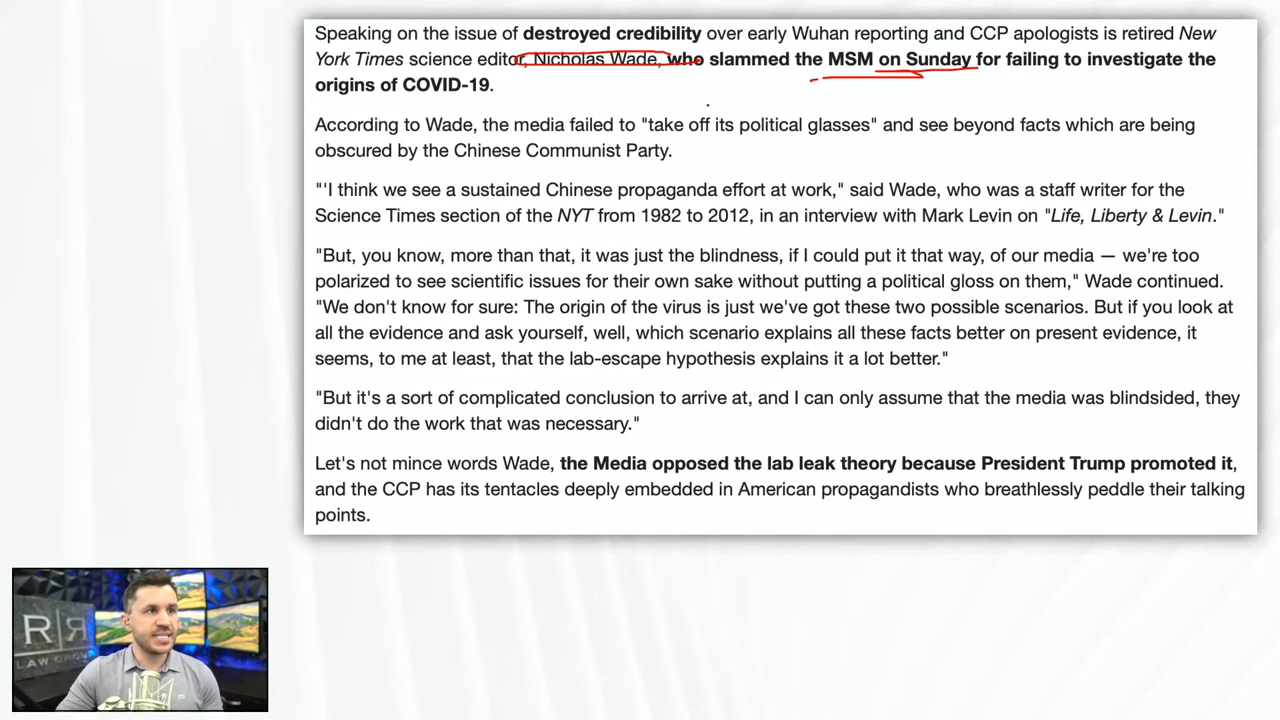 Speaking on the issue of destroyed credibility over early Wuhan reporting and CCP apologists is retired New
York Times science editor, Nicholas Wade, who slammed the MSM on Sunday for failing to investigate the
origins of COVID-19.
According to Wade, the media failed to "take off its political glasses" and see beyond facts which are being
obscured by the Chinese Communist Party.
"'I think we see a sustained Chinese propaganda effort at work," said Wade, who was a staff writer for the
Science Times section of the NYT from 1982 to 2012, in an interview with Mark Levin on "Life, Liberty & Levin."
"But, you know, more than that, it was just the blindness, if I could put it that way, of our media — we're too
polarized to see scientific issues for their own sake without putting a political gloss on them," Wade continued.
"We don't know for sure: The origin of the virus is just we've got these two possible scenarios. But if you look at
all the evidence and ask yourself, well, which scenario explains all these facts better on present evidence, it
seems, to me at least, that the lab-escape hypothesis explains it a lot better."
"But it's a sort of complicated conclusion to arrive at, and I can only assume that the media was blindsided, they
didn't do the work that was necessary."
Let's not mince words Wade, the Media opposed the lab leak theory because President Trump promoted it,
and the CCP has its tentacles deeply embedded in American propagandists who breathlessly peddle their talking
points.
R|R
LAW GROUP